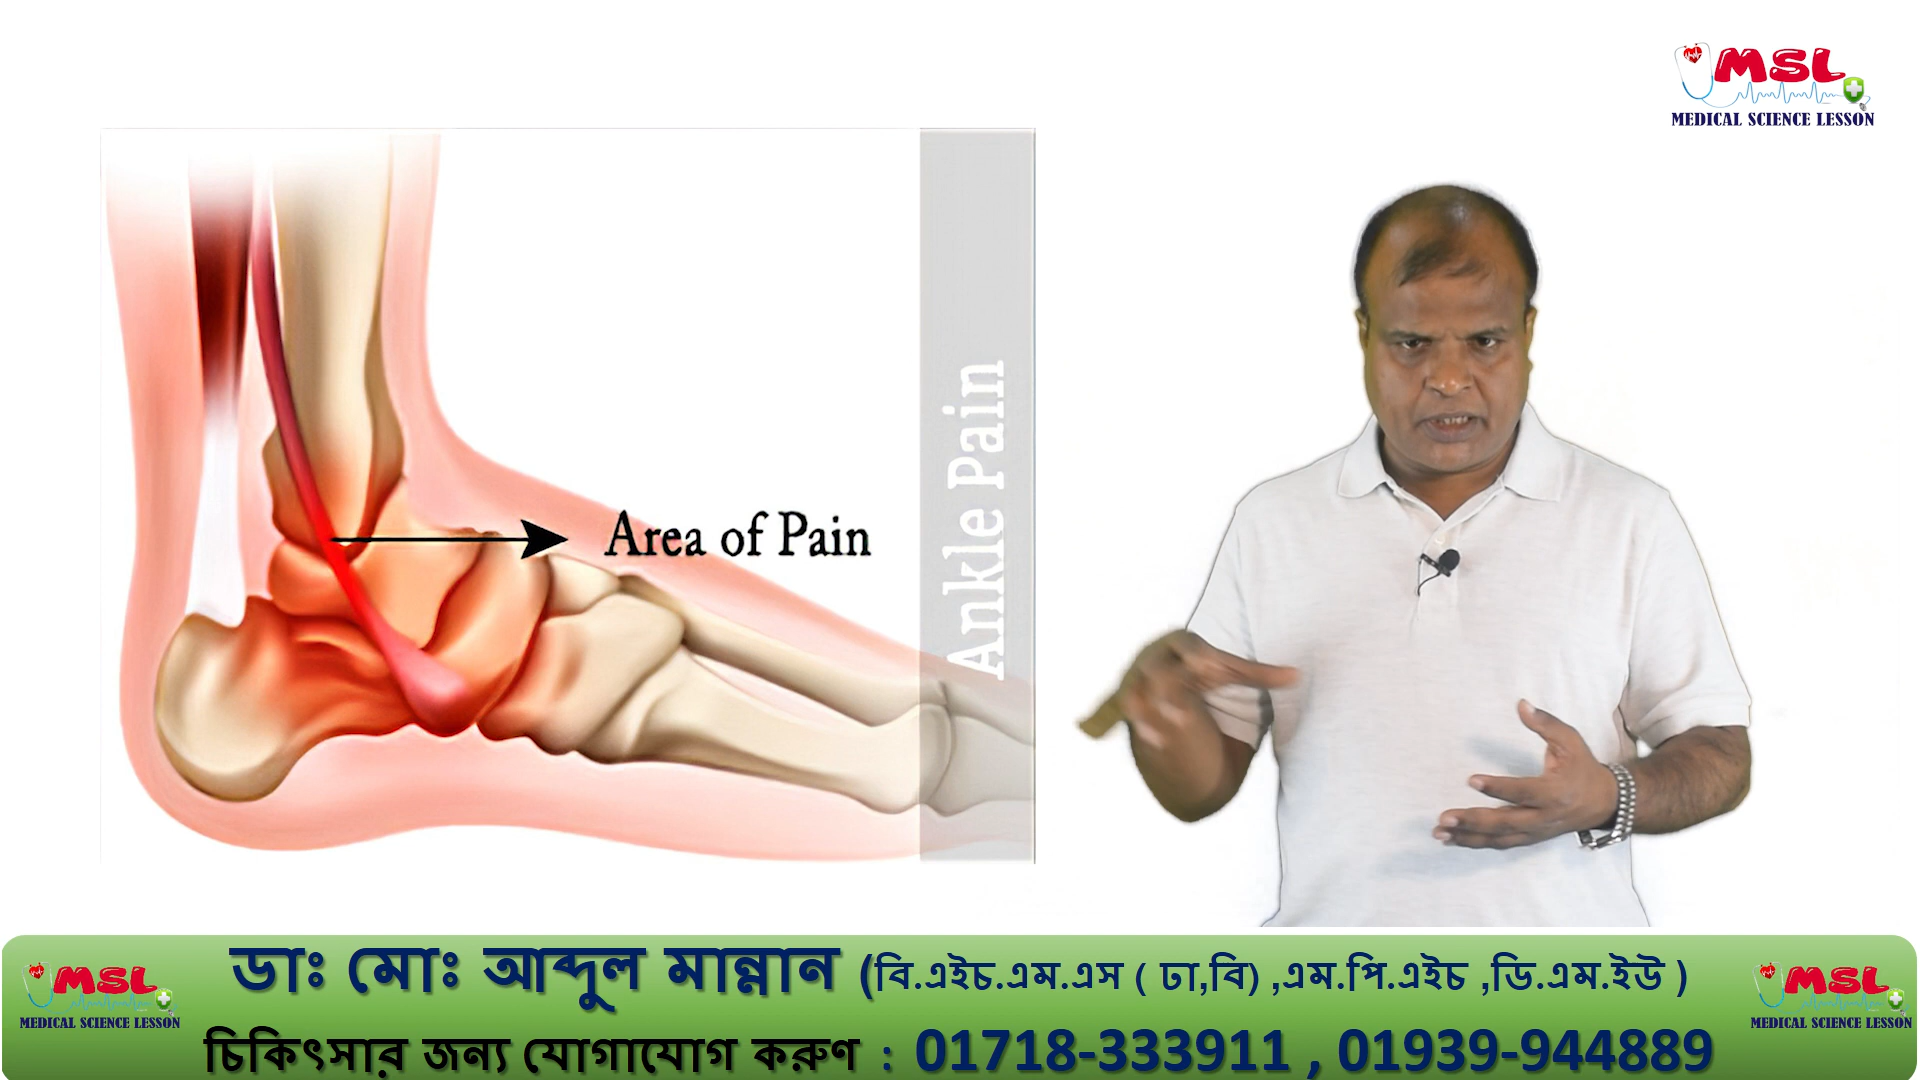 MSL
MEDICAL SCIENCE LESSON
Area of Pain
Ankle Pain
ডাঃ মোঃ আব্দুল মান্নান (বি.এইচ.এম.এস ( ঢা,বি) ,এম.পি.এইচ ,ডি.এম.ইউ )
চিকিৎসার জন্য যোগাযোগ করুণ : 01718-333911 , 01939-944889
MSL
MEDICAL SCIENCE LESSON
MSL
MEDICAL SCIENCE LESSON